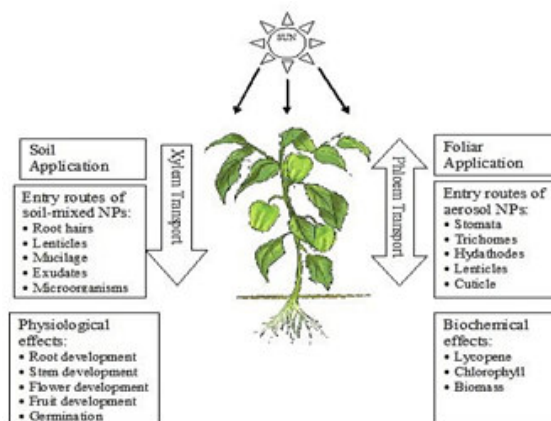 SUN
Soil
Application
Entry routes of
soil-mixed NPs:
• Root hairs
• Lenticles
• Mucilage
• Exudates
• Microorganisms
Physiological
effects:
• Root development
• Stem development
• Flower development
• Fruit development
• Germination
Xylem Transport
Phloem Transport
Foliar
Application
Entry routes of
aerosol NPs:
• Stomata
• Trichomes
• Hydathodes
• Lenticles
• Cuticle
Biochemical
effects:
• Lycopene
• Chlorophyll
• Biomass